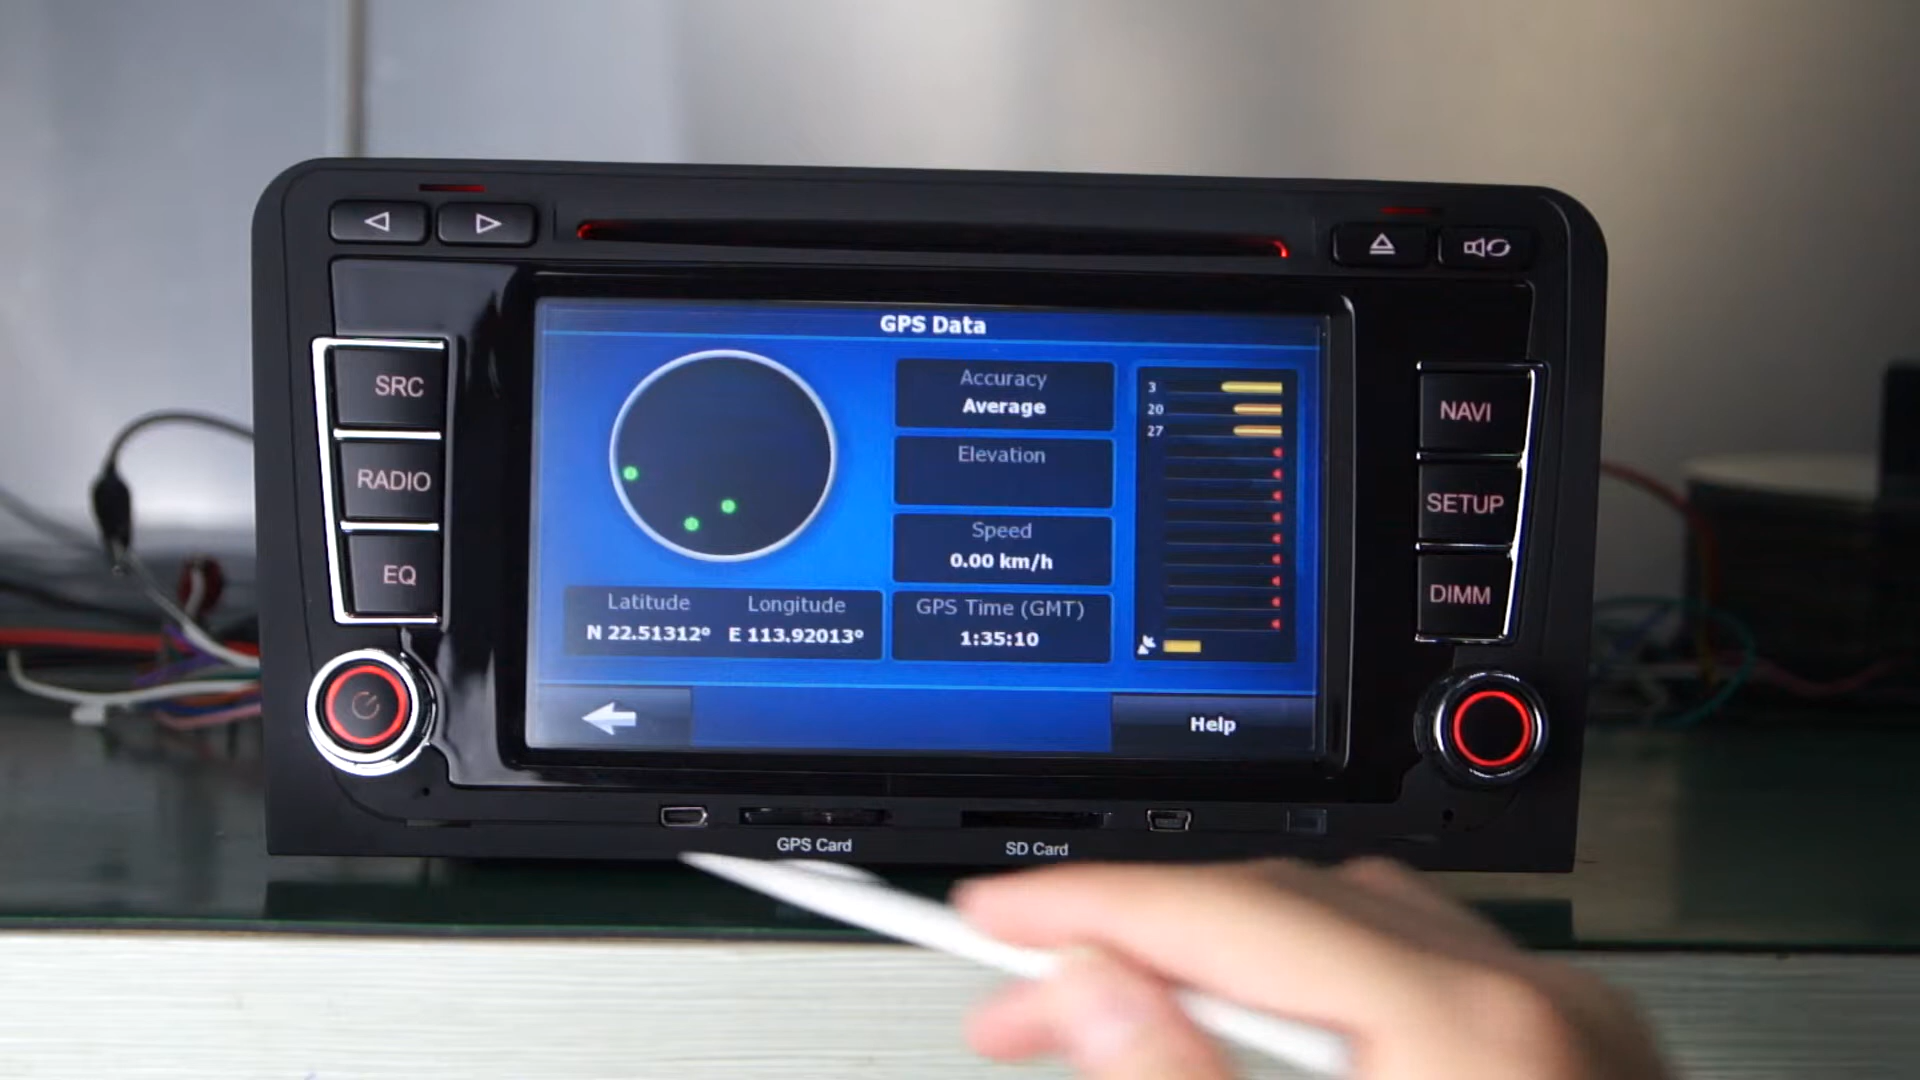 GPS Data
SRC
RADIO
EQ
Accuracy
Average
Elevation
Speed
0.00 km/h
Latitude
Longitude
N 22.51312°
E 113.92013°
GPS Time (GMT)
1:35:10
3
20
27
Help
NAVI
SETUP
DIMM
GPS Card
SD Card